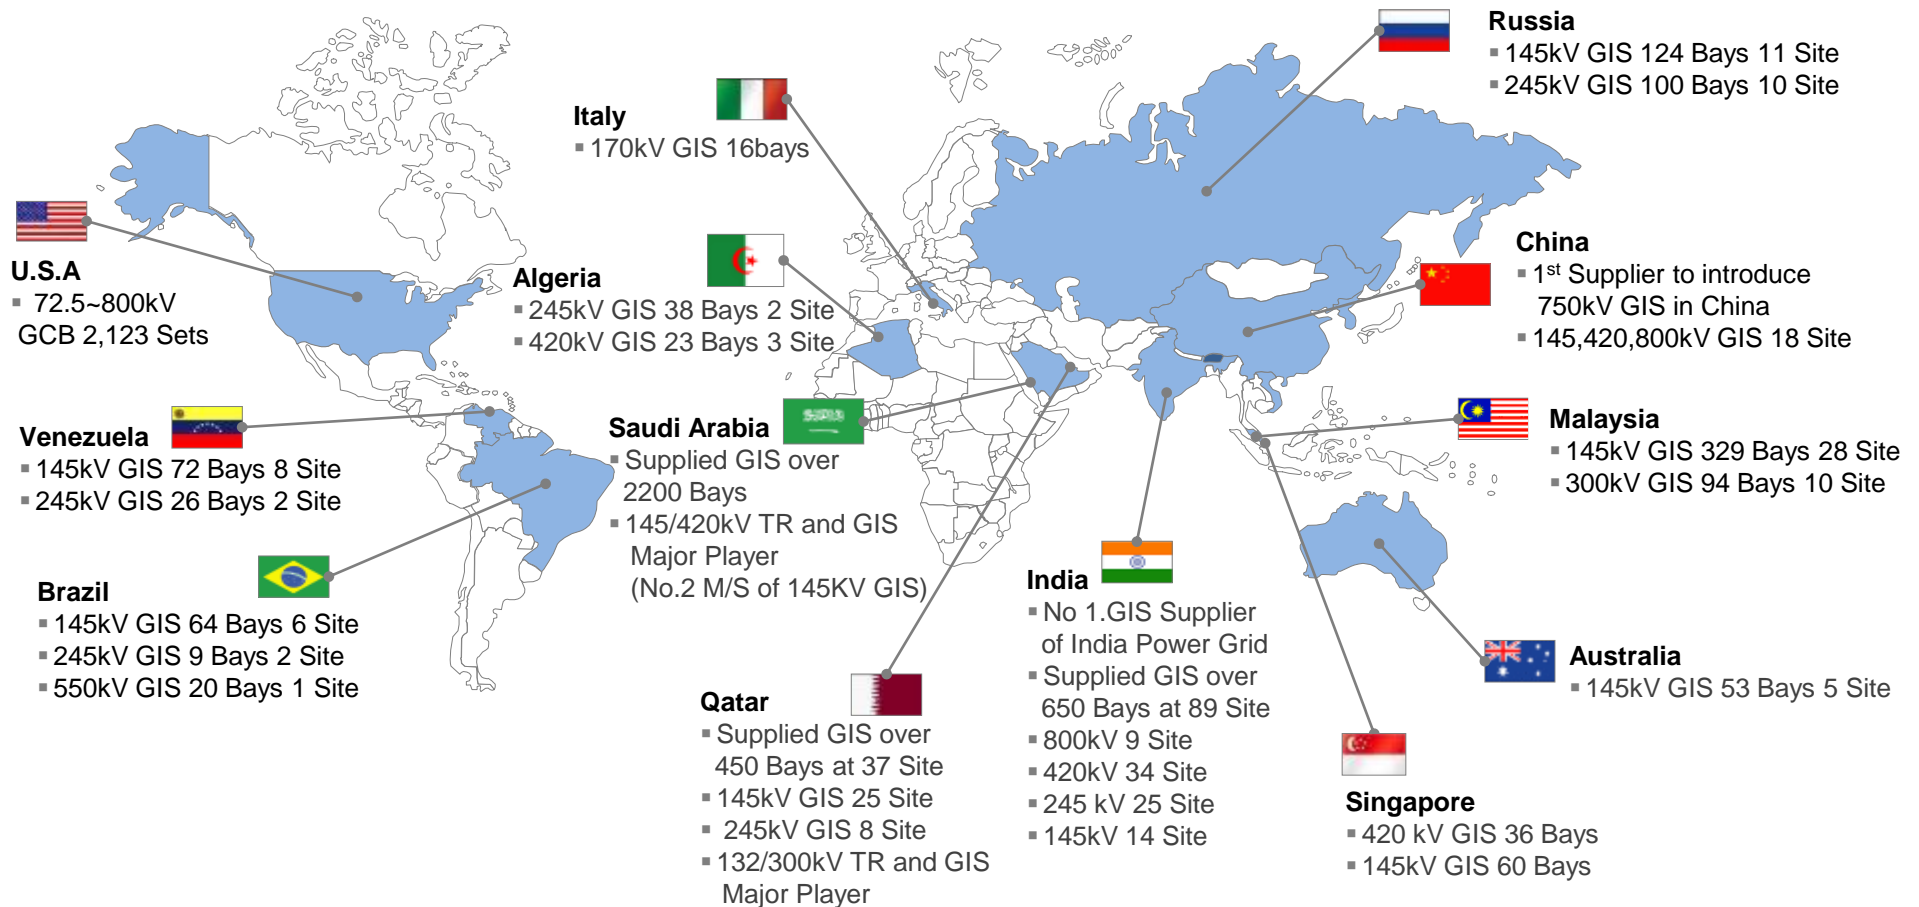 Russia
▪ 145kV GIS 124 Bays 11 Site
▪ 245kV GIS 100 Bays 10 Site
Italy
▪ 170kV GIS 16bays
U.S.A
▪ 72.5~800kV
GCB 2,123 Sets
Algeria
▪ 245kV GIS 38 Bays 2 Site
▪ 420kV GIS 23 Bays 3 Site
China
▪ 1st Supplier to introduce
750kV GIS in China
▪ 145,420,800kV GIS 18 Site
Venezuela
▪ 145kV GIS 72 Bays 8 Site
▪ 245kV GIS 26 Bays 2 Site
Saudi Arabia
▪ Supplied GIS over
2200 Bays
▪ 145/420kV TR and GIS
Major Player
(No.2 M/S of 145KV GIS)
Malaysia
▪ 145kV GIS 329 Bays 28 Site
▪ 300kV GIS 94 Bays 10 Site
Brazil
▪ 145kV GIS 64 Bays 6 Site
▪ 245kV GIS 9 Bays 2 Site
▪ 550kV GIS 20 Bays 1 Site
Qatar
▪ Supplied GIS over
450 Bays at 37 Site
▪ 145kV GIS 25 Site
▪ 245kV GIS 8 Site
▪ 132/300kV TR and GIS
Major Player
India
▪ No 1.GIS Supplier
of India Power Grid
▪ Supplied GIS over
650 Bays at 89 Site
▪ 800kV 9 Site
▪ 420kV 34 Site
▪ 245 kV 25 Site
▪ 145kV 14 Site
Australia
▪ 145kV GIS 53 Bays 5 Site
Singapore
▪ 420 kV GIS 36 Bays
▪ 145kV GIS 60 Bays